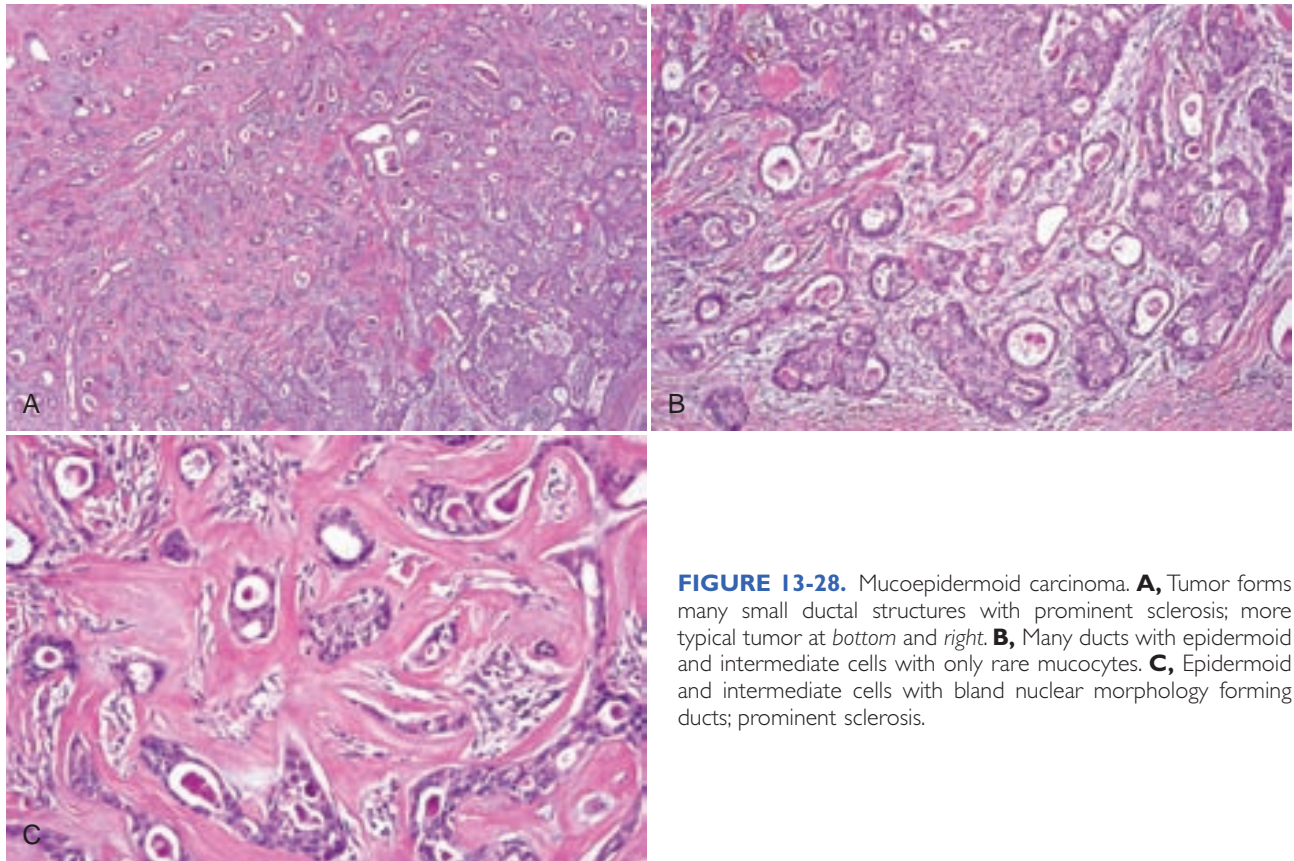 A
B
C
FIGURE 13-28. Mucoepidermoid carcinoma. A, Tumor forms
many small ductal structures with prominent sclerosis; more
typical tumor at bottom and right. B, Many ducts with epidermoid
and intermediate cells with only rare mucocytes. C, Epidermoid
and intermediate cells with bland nuclear morphology forming
ducts; prominent sclerosis.